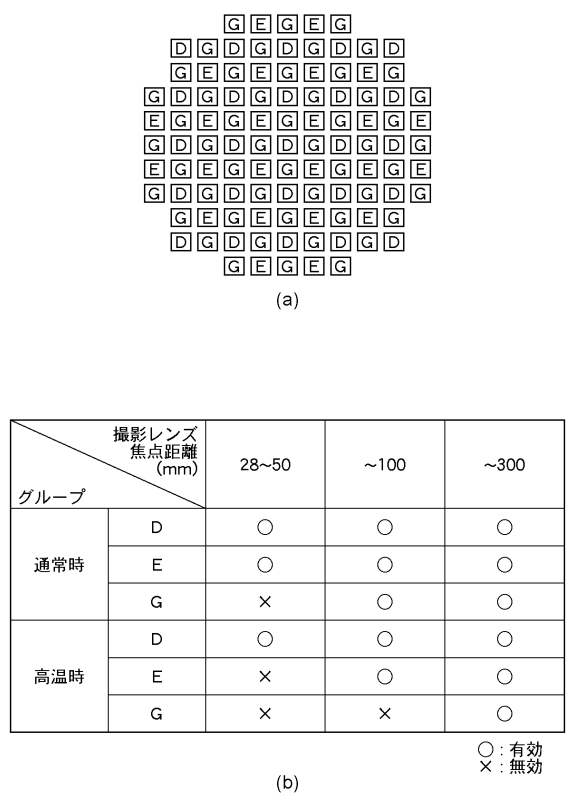 G E G E G
D G D G D G D G D
G E G E G E G E G
G D G D G D G D G D G
E G E G E G E G E G E
G D G D G D G D G D G
E G E G E G E G E G E
G D G D G D G D G D G
G E G E G E G E G
D G D G D G D G D
G E G E G
(a)
撮影レンズ
焦点距離
(mm)
グループ
28～50 ～100 ～300
通常時
D ○ ○ ○
E ○ ○ ○
G × ○ ○
高温時
D ○ ○ ○
E × ○ ○
G × × ○
○：有効
×：無効
(b)